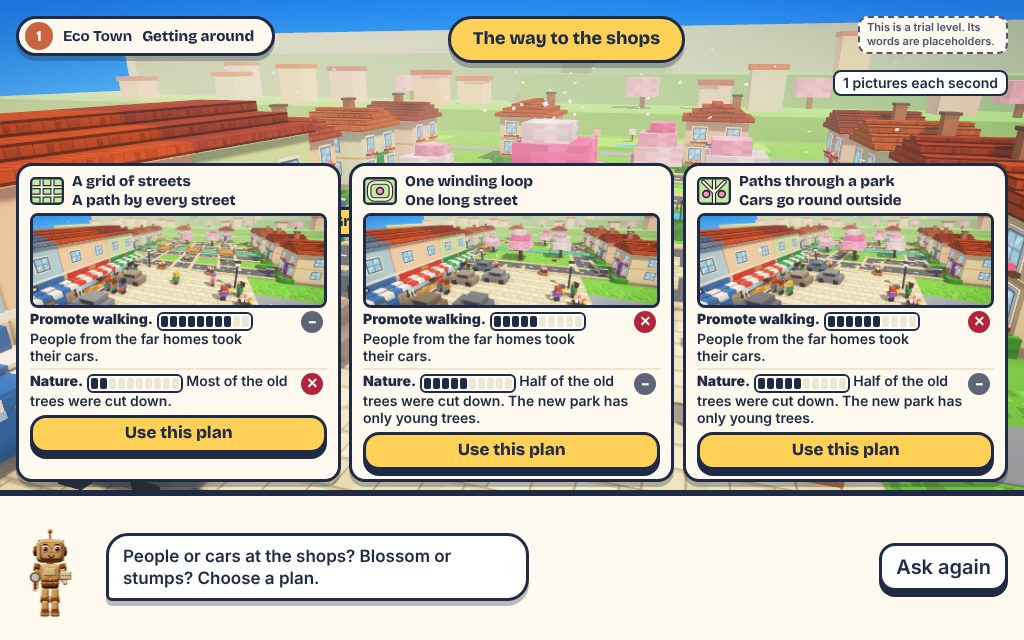 1 Eco Town Getting around
The way to the shops
This is a trial level. Its
words are placeholders.
1 pictures each second
A grid of streets
A path by every street
Promote walking.
People from the far homes took
their cars.
Nature. Most of the old
trees were cut down.
Use this plan
One winding loop
One long street
Promote walking.
People from the far homes took
their cars.
Nature. Half of the old
trees were cut down. The new park has
only young trees.
Use this plan
Paths through a park
Cars go round outside
Promote walking.
People from the far homes took
their cars.
Nature. Half of the old
trees were cut down. The new park has
only young trees.
Use this plan
People or cars at the shops? Blossom or
stumps? Choose a plan.
Ask again